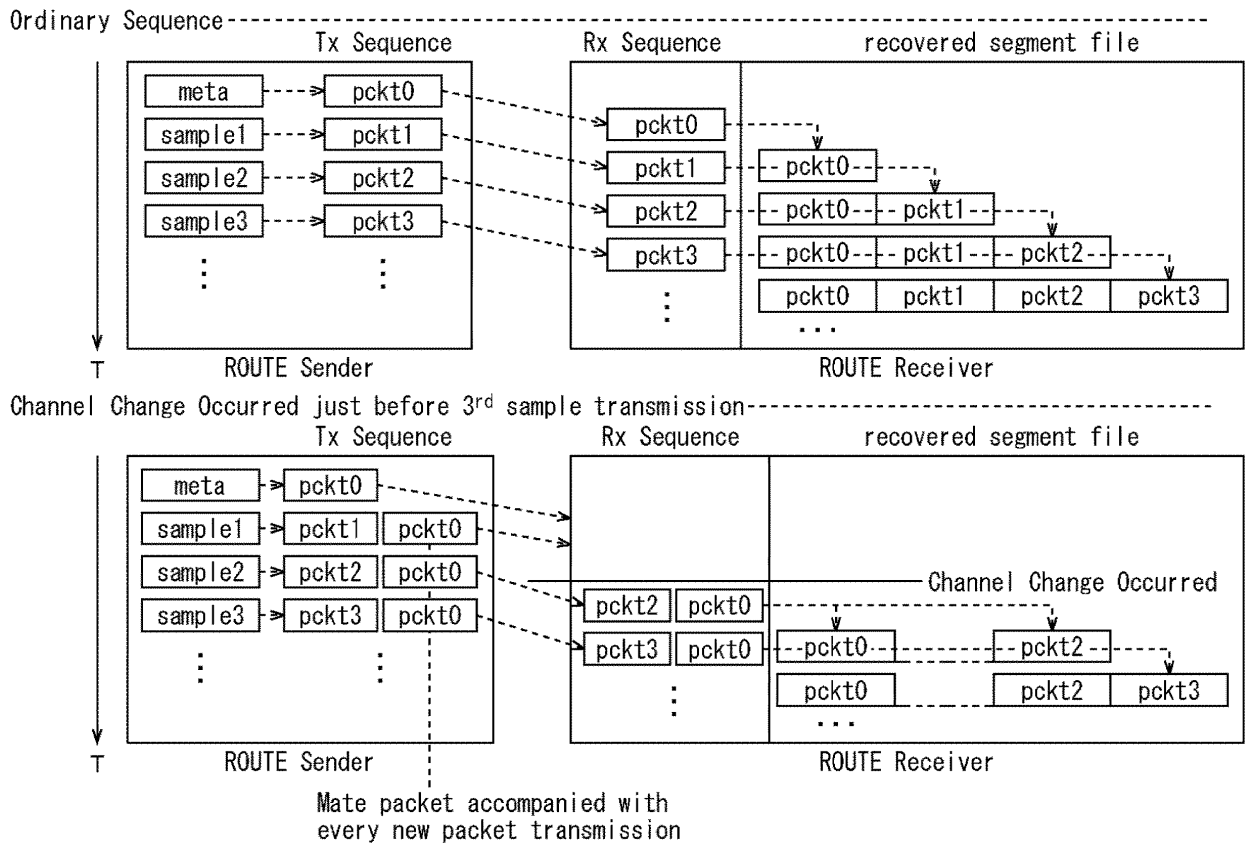 Ordinary Sequence
Tx Sequence Rx Sequence recovered segment file
meta pckt0
pckt0
sample1 pckt1
pckt1 pckt0
sample2 pckt2
pckt2 pckt0 pckt1
sample3 pckt3
pckt3 pckt0 pckt1 pckt2
pckt0 pckt1 pckt2 pckt3
...
T ROUTE Sender ROUTE Receiver
Channel Change Occurred just before 3rd sample transmission
Tx Sequence Rx Sequence recovered segment file
meta pckt0
sample1 pckt1 pckt0
sample2 pckt2 pckt0
Channel Change Occurred
pckt2 pckt0
sample3 pckt3 pckt0
pckt3 pckt0 pckt0 pckt2
pckt0 pckt2 pckt3
...
T ROUTE Sender ROUTE Receiver
Mate packet accompanied with
every new packet transmission